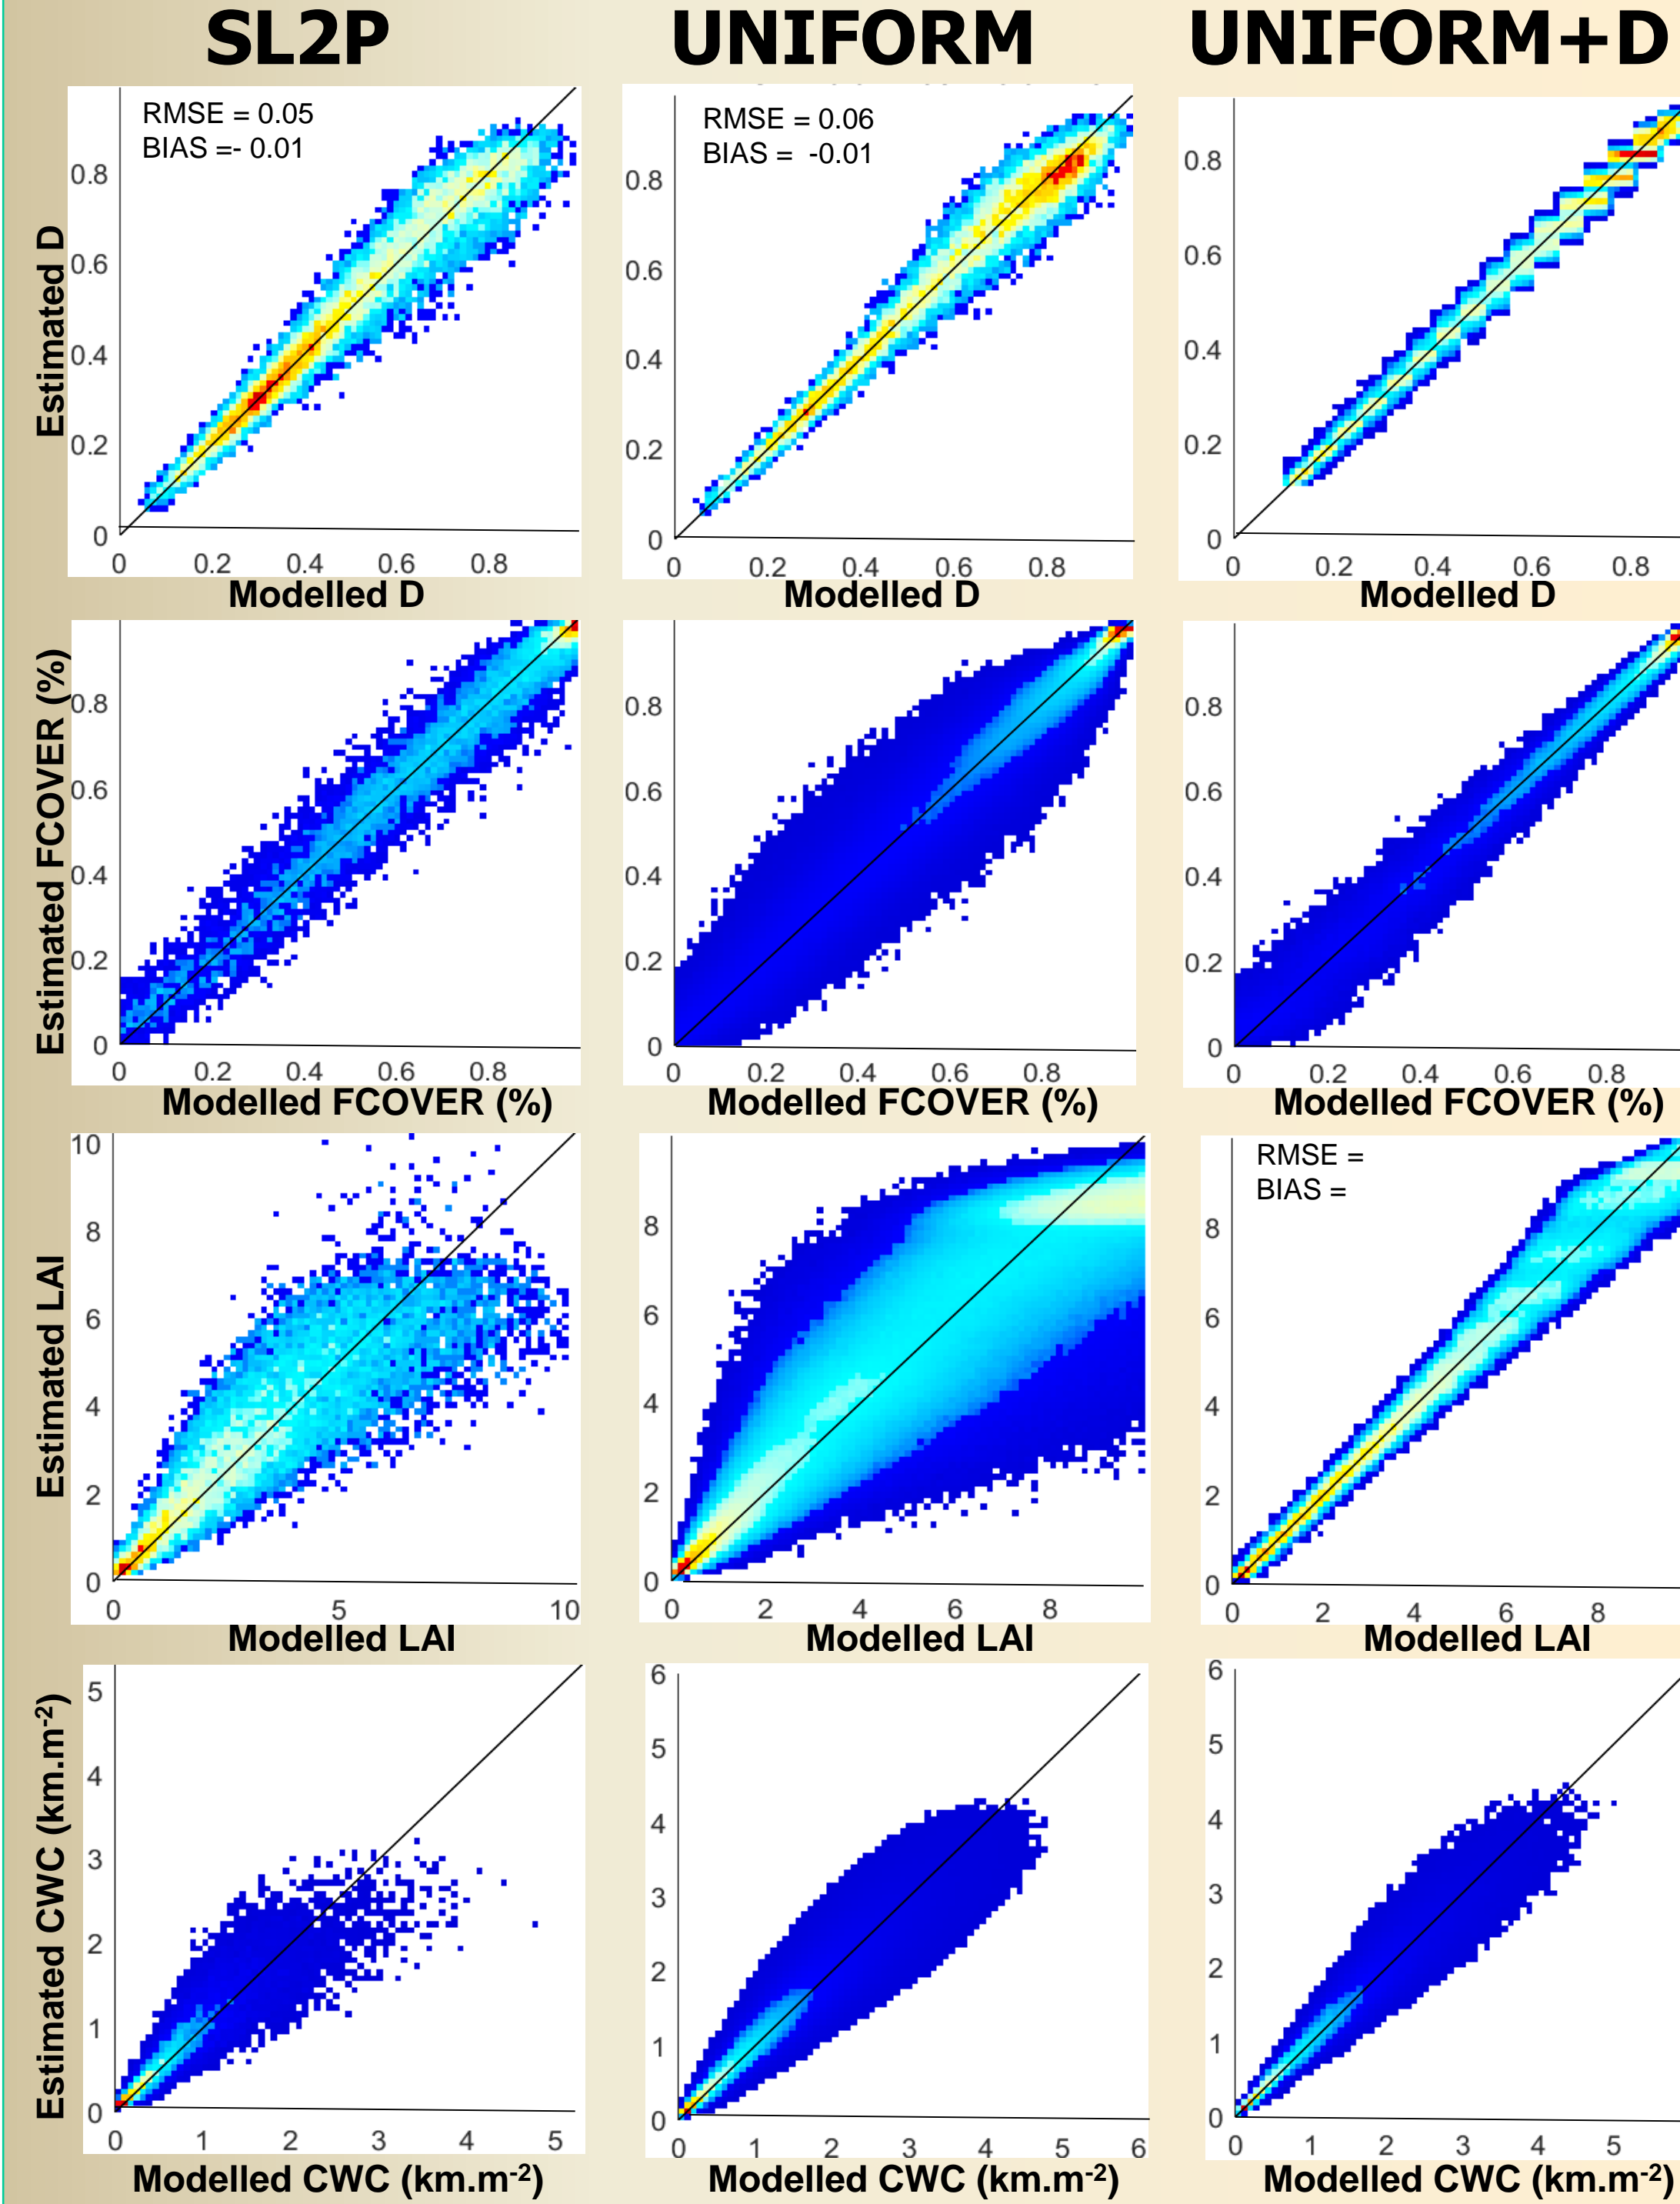 SL2P UNIFORM UNIFORM+D
RMSE = 0.05
BIAS =- 0.01
0.8
0.6
0.4
0.2
0
0 0.2 0.4 0.6 0.8
Estimated D
Modelled D
RMSE = 0.06
BIAS = -0.01
0.8
0.6
0.4
0.2
0
0 0.2 0.4 0.6 0.8
Modelled D
0.8
0.6
0.4
0.2
0
0 0.2 0.4 0.6 0.8
Modelled D
Estimated FCOVER (%)
0.8
0.6
0.4
0.2
0
0 0.2 0.4 0.6 0.8
Modelled FCOVER (%)
0.8
0.6
0.4
0.2
0
0 0.2 0.4 0.6 0.8
Modelled FCOVER (%)
0.8
0.6
0.4
0.2
0
0 0.2 0.4 0.6 0.8
Modelled FCOVER (%)
Estimated LAI
10
8
6
4
2
0
0 5 10
Modelled LAI
8
6
4
2
0
0 2 4 6 8
Modelled LAI
RMSE =
BIAS =
8
6
4
2
0
0 2 4 6 8
Modelled LAI
Estimated CWC (km.m-2)
5
4
3
2
1
0
0 1 2 3 4 5
Modelled CWC (km.m-2)
6
5
4
3
2
1
0
0 1 2 3 4 5 6
Modelled CWC (km.m-2)
6
5
4
3
2
1
0
0 1 2 3 4 5
Modelled CWC (km.m-2)